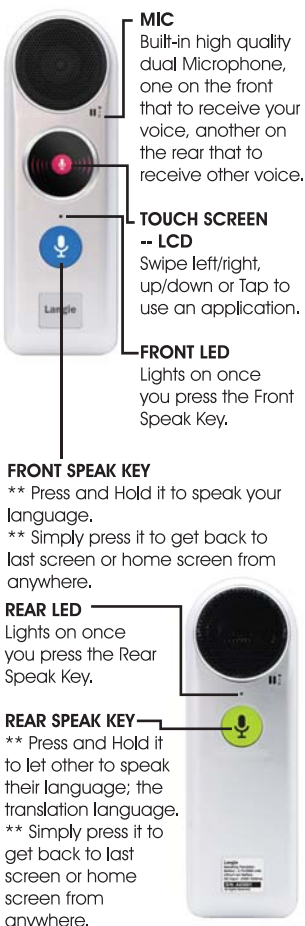 MIC
Built-in high quality
dual Microphone,
one on the front
that to receive your
voice, another on
the rear that to
receive other voice.
TOUCH SCREEN
-- LCD
Swipe left/right,
up/down or Tap to
use an application.
Langie
FRONT LED
Lights on once
you press the Front
Speak Key.
FRONT SPEAK KEY
** Press and Hold it to speak your
language.
** Simply press it to get back to
last screen or home screen from
anywhere.
REAR LED
Lights on once
you press the Rear
Speak Key.
REAR SPEAK KEY
** Press and Hold it
to let other to speak
their language; the
translation language.
** Simply press it to
get back to last
screen or home
screen from
anywhere.
Langie